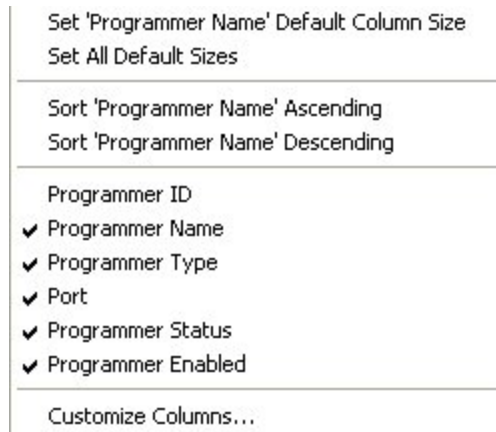 Set 'Programmer Name' Default Column Size
Set All Default Sizes
Sort 'Programmer Name' Ascending
Sort 'Programmer Name' Descending
Programmer ID
Programmer Name
Programmer Type
Port
Programmer Status
Programmer Enabled
Customize Columns...